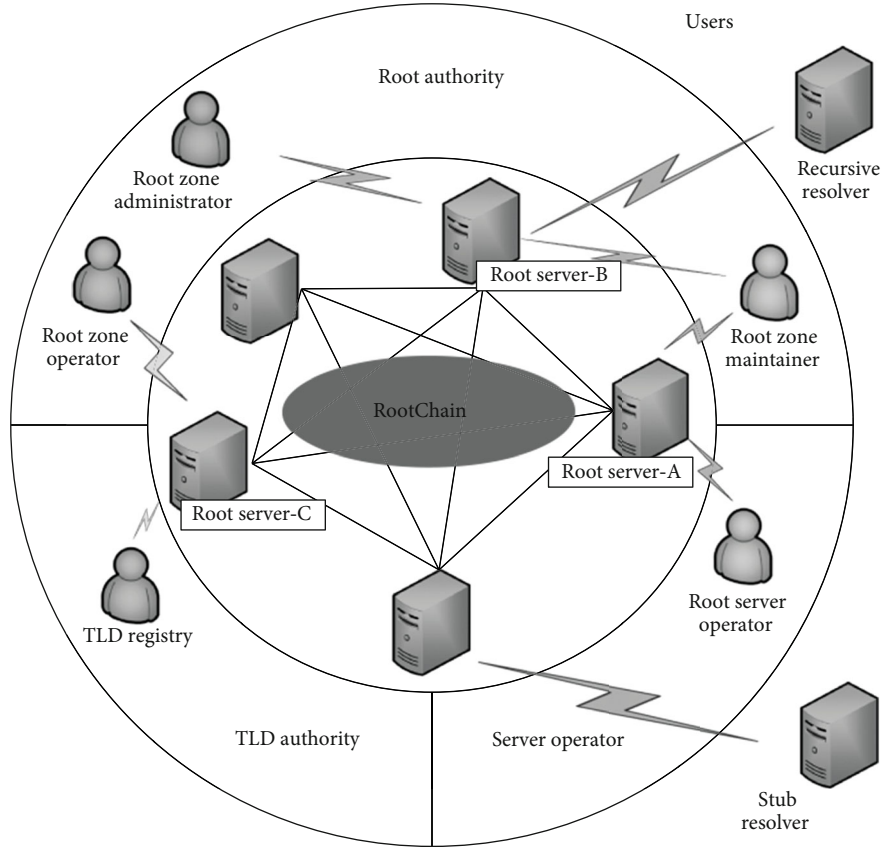 Users
Root authority
Root zone
administrator
Recursive
resolver
Root server-B
Root zone
operator
Root zone
maintainer
RootChain
Root server-A
Root server-C
TLD registry
Root server
operator
TLD authority
Server operator
Stub
resolver